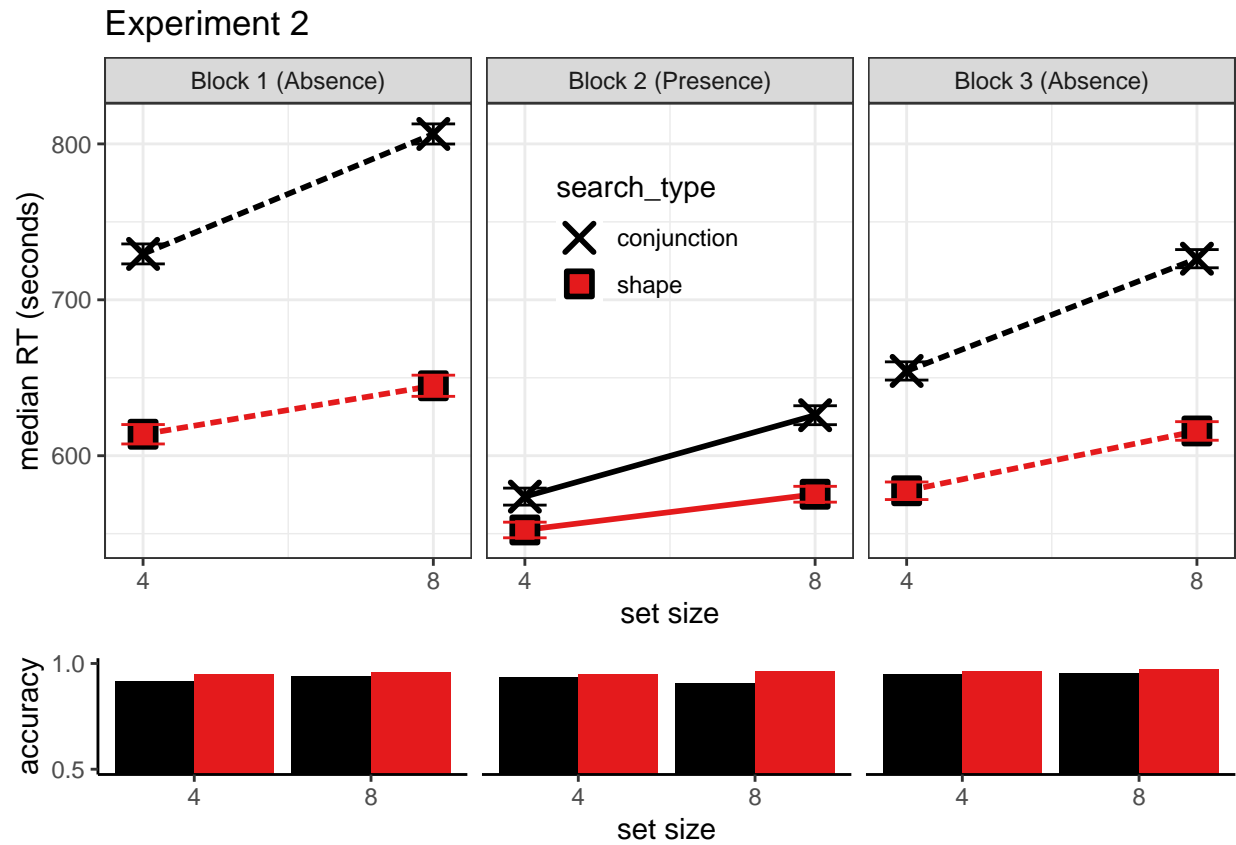 Experiment 2
Block 1 (Absence)
Block 2 (Presence)
Block 3 (Absence)
median RT (seconds)
800
700
600
search_type
conjunction
shape
4
8
4
8
4
8
set size
accuracy
1.0
0.5
4
8
4
8
4
8
set size